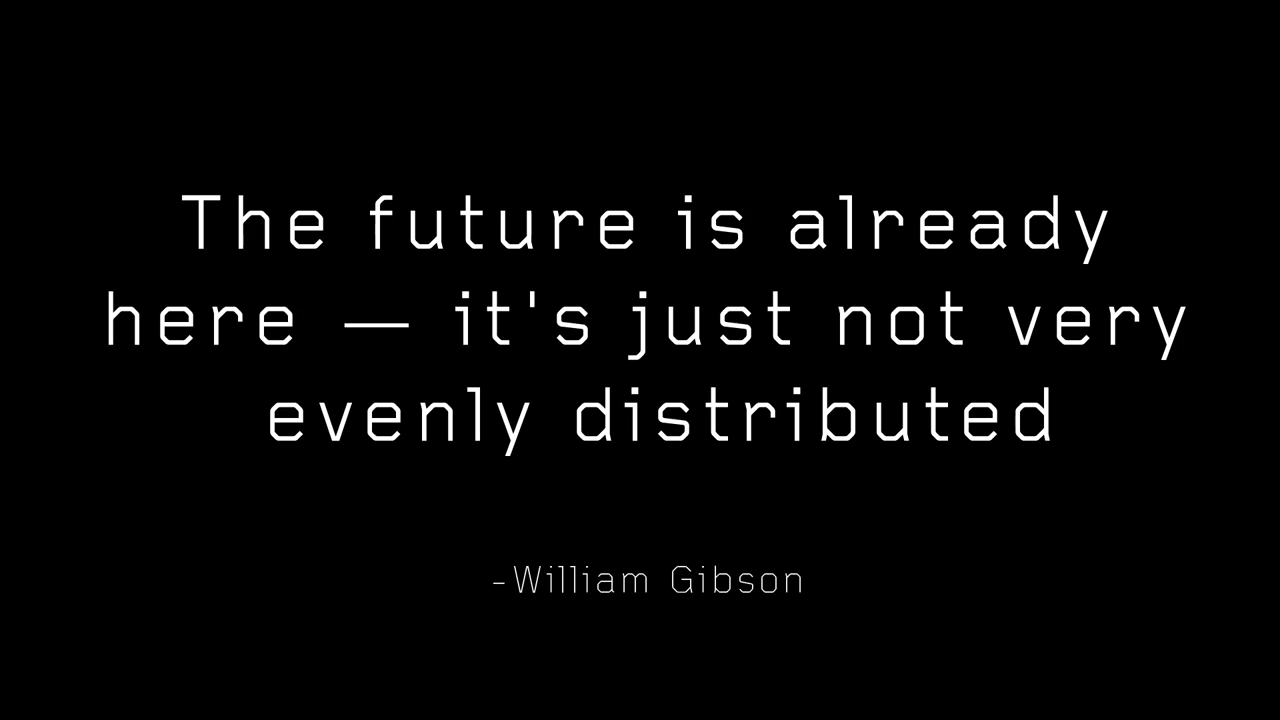 The future is already
here — it's just not very
evenly distributed
-William Gibson